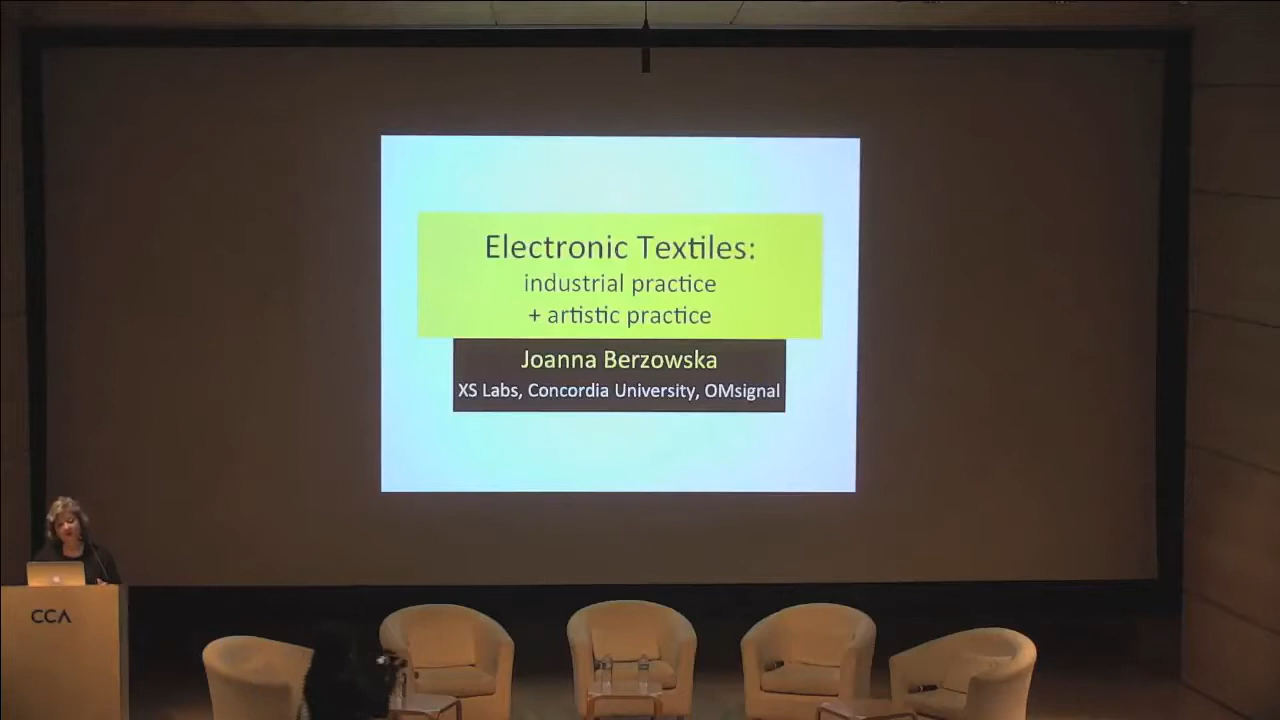 Electronic Textiles:
industrial practice
+ artistic practice
Joanna Berzowska
XS Labs, Concordia University, OMsignal
CCA